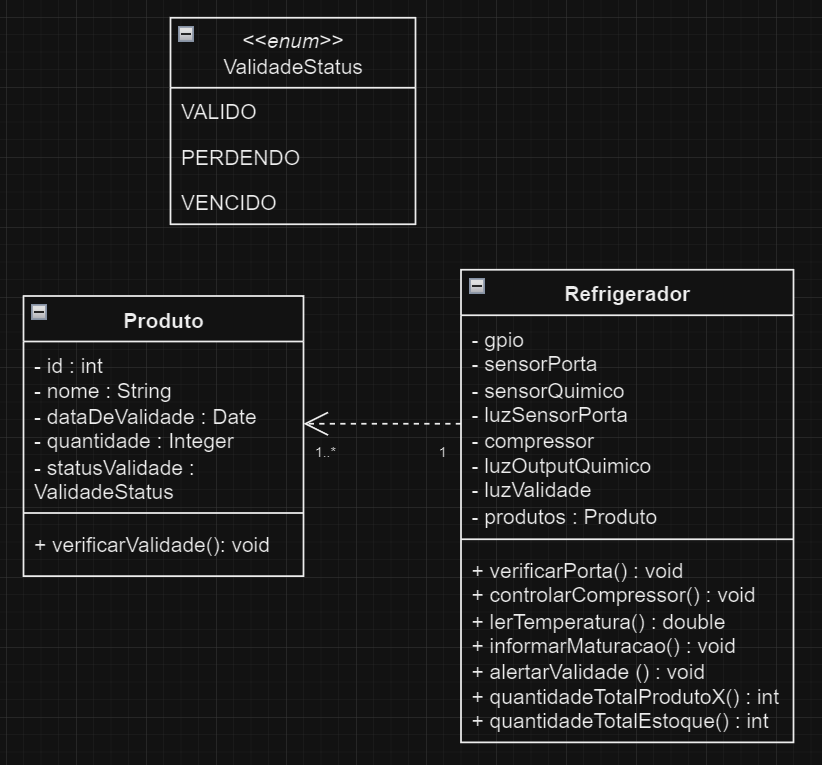 <<enum>>
ValidadeStatus
VALIDO
PERDENDO
VENCIDO
Produto
- id : int
- nome : String
- dataDeValidade : Date
- quantidade : Integer
- statusValidade :
ValidadeStatus
+ verificarValidade(): void
1..*
1
Refrigerador
- gpio
- sensorPorta
- sensorQuimico
- luzSensorPorta
- compressor
- luzOutputQuimico
- luzValidade
- produtos : Produto
+ verificarPorta() : void
+ controlarCompressor() : void
+ lerTemperatura() : double
+ informarMaturacao() : void
+ alertarValidade () : void
+ quantidadeTotalProdutoX() : int
+ quantidadeTotalEstoque() : int